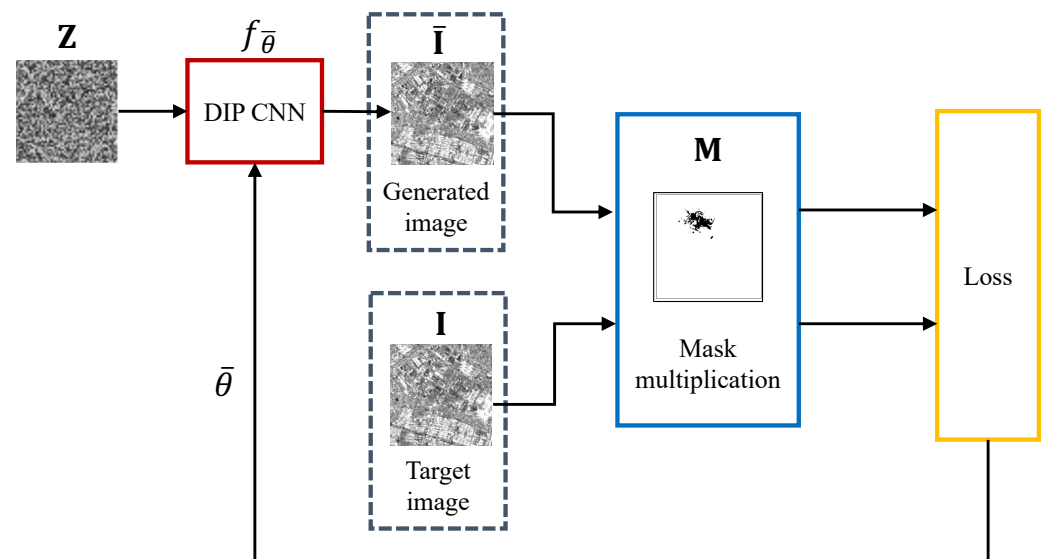 Z
f_θ̄
DIP CNN
Ī
Generated
image
M
Mask
multiplication
Loss
I
Target
image
θ̄